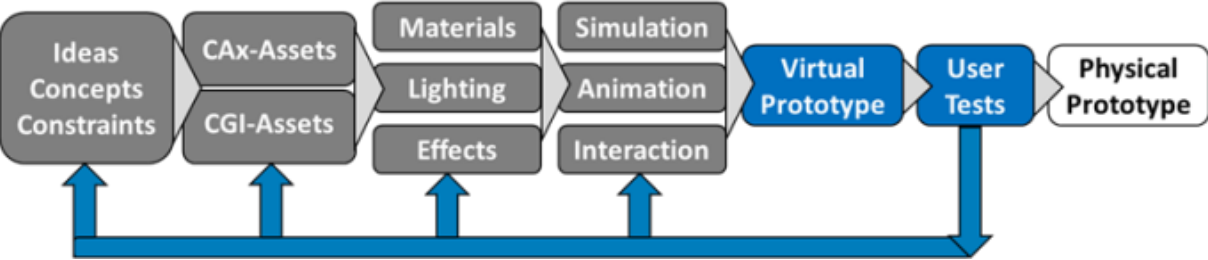 Ideas
Concepts
Constraints
CAx-Assets
CGI-Assets
Materials
Lighting
Effects
Simulation
Animation
Interaction
Virtual
Prototype
User
Tests
Physical
Prototype